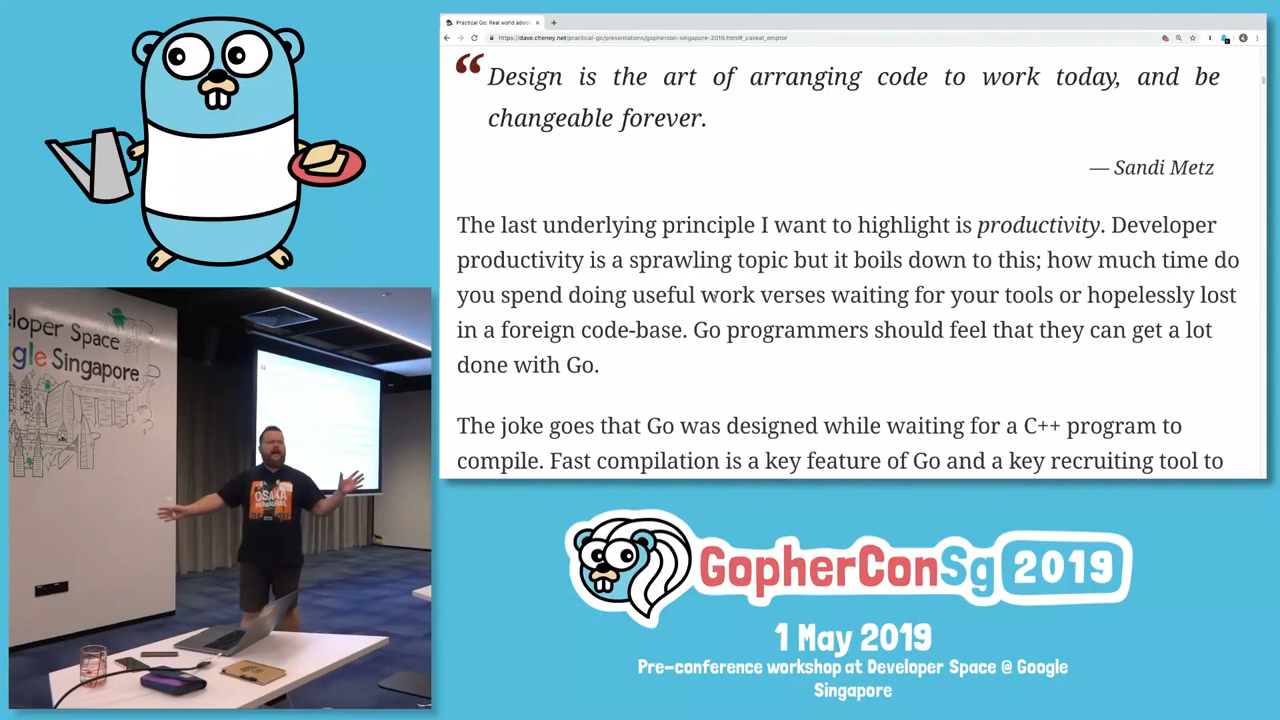 Practical Go: Real world advic
https://dave.cheney.net/practical-go/presentations/gophercon-singapore-2019.html#_caveat_emptor
“ Design is the art of arranging code to work today, and be
changeable forever.
— Sandi Metz
The last underlying principle I want to highlight is productivity. Developer
productivity is a sprawling topic but it boils down to this; how much time do
you spend doing useful work verses waiting for your tools or hopelessly lost
in a foreign code-base. Go programmers should feel that they can get a lot
done with Go.
The joke goes that Go was designed while waiting for a C++ program to
compile. Fast compilation is a key feature of Go and a key recruiting tool to
eloper Space
gle Singapore
OSAKA
GopherConSg 2019
1 May 2019
Pre-conference workshop at Developer Space @ Google
Singapore